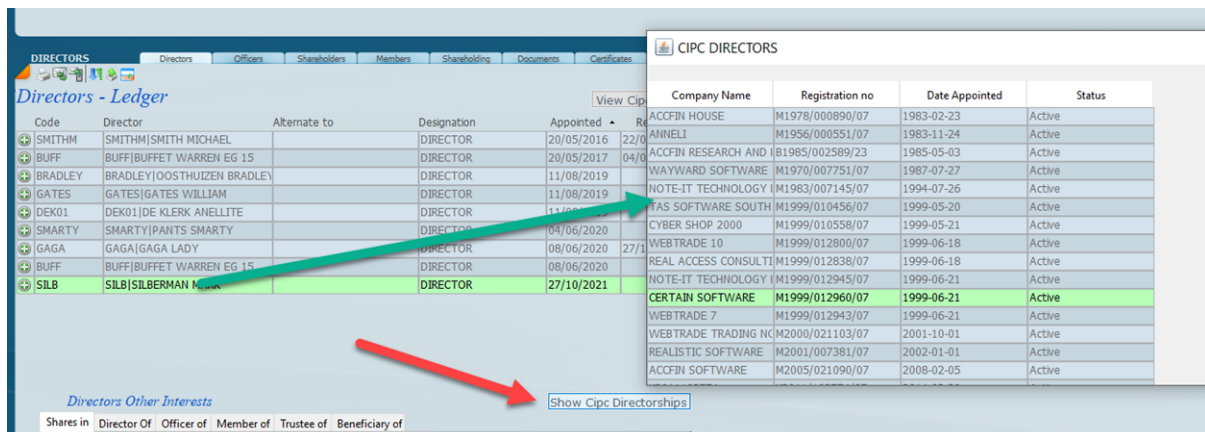 DIRECTORS Directors Officers Shareholders Members Shareholding Documents Certificates
Directors - Ledger
View Cip
Code Director Alternate to Designation Appointed Re
SMITHM SMITHM|SMITH MICHAEL DIRECTOR 20/05/2016 22/0
BUFF BUFF|BUFFET WARREN EG 15 DIRECTOR 20/05/2017 04/0
BRADLEY BRADLEY|OOSTHUIZEN BRADLEY DIRECTOR 11/08/2019
GATES GATES|GATES WILLIAM DIRECTOR 11/08/2019
DEK01 DEK01|DE KLERK ANELLITE DIRECTOR
SMARTY SMARTY|PANTS SMARTY DIRECTOR 04/06/2020
GAGA GAGA|GAGA LADY DIRECTOR 08/06/2020 27/1
BUFF BUFF|BUFFET WARREN EG 15 DIRECTOR 08/06/2020
SILB SILB|SILBERMAN DIRECTOR 27/10/2021
Directors Other Interests
Show Cipc Directorships
Shares in Director Of Officer of Member of Trustee of Beneficiary of
CIPC DIRECTORS
Company Name Registration no Date Appointed Status
ACCFIN HOUSE M1978/000890/07 1983-02-23 Active
ANNELI M1956/000551/07 1983-11-24 Active
ACCFIN RESEARCH AND I B1985/002589/23 1985-05-03 Active
WAYWARD SOFTWARE M1970/007751/07 1987-07-27 Active
NOTE-IT TECHNOLOGY M1983/007145/07 1994-07-26 Active
TAS SOFTWARE SOUTH M1999/010456/07 1999-05-20 Active
CYBER SHOP 2000 M1999/010558/07 1999-05-21 Active
WEBTRADE 10 M1999/012800/07 1999-06-18 Active
REAL ACCESS CONSULTI M1999/012838/07 1999-06-18 Active
NOTE-IT TECHNOLOGY M1999/012945/07 1999-06-21 Active
CERTAIN SOFTWARE M1999/012960/07 1999-06-21 Active
WEBTRADE 7 M1999/012943/07 1999-06-21 Active
WEBTRADE TRADING NC M2000/021103/07 2001-10-01 Active
REALISTIC SOFTWARE M2001/007381/07 2002-01-01 Active
ACCFIN SOFTWARE M2005/021090/07 2008-02-05 Active